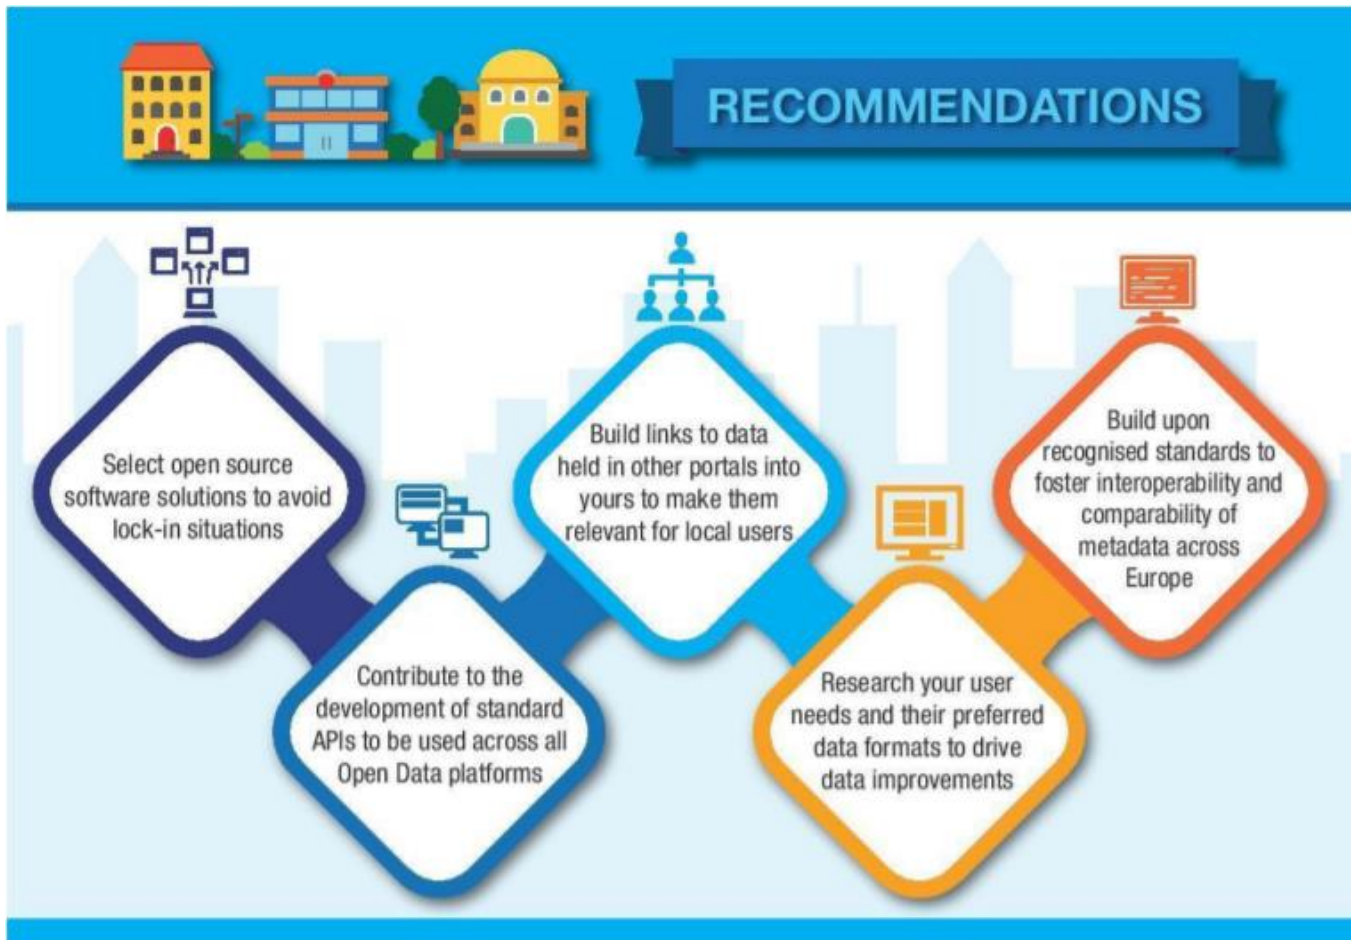 RECOMMENDATIONS
Select open source
software solutions to avoid
lock-in situations
Contribute to the
development of standard
APIs to be used across all
Open Data platforms
Build links to data
held in other portals into
yours to make them
relevant for local users
Research your user
needs and their preferred
data formats to drive
data improvements
Build upon
recognised standards to
foster interoperability and
comparability of
metadata across
Europe